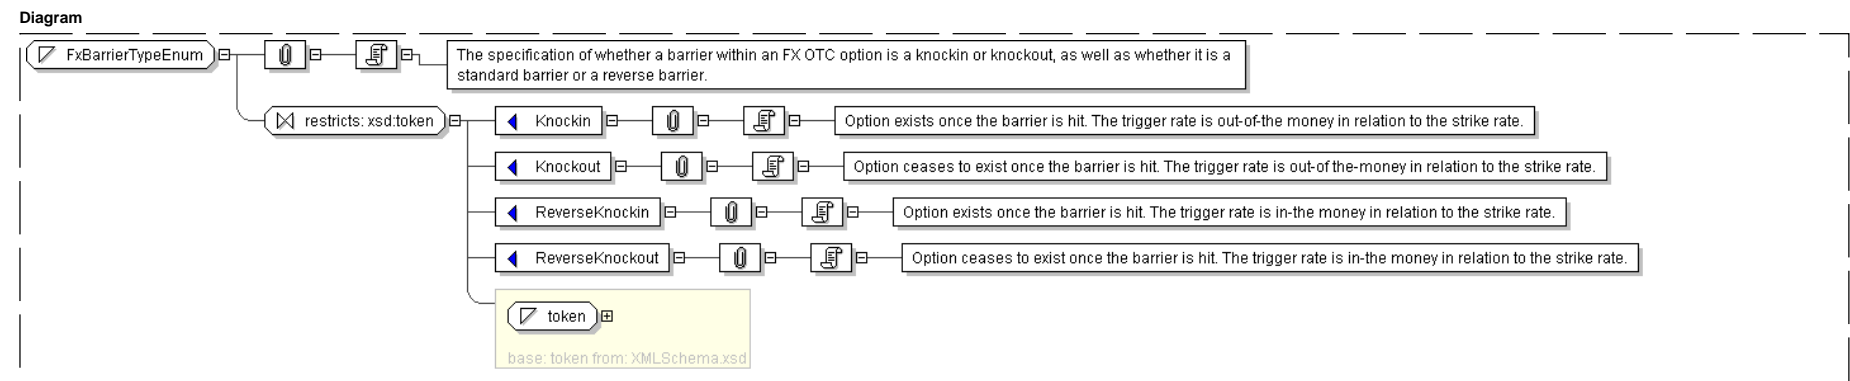 Diagram
FxBarrierTypeEnum
The specification of whether a barrier within an FX OTC option is a knockin or knockout, as well as whether it is a
standard barrier or a reverse barrier.
restricts: xsd:token
Knockin
Option exists once the barrier is hit. The trigger rate is out-of-the money in relation to the strike rate.
Knockout
Option ceases to exist once the barrier is hit. The trigger rate is out-of the-money in relation to the strike rate.
ReverseKnockin
Option exists once the barrier is hit. The trigger rate is in-the money in relation to the strike rate.
ReverseKnockout
Option ceases to exist once the barrier is hit. The trigger rate is in-the money in relation to the strike rate.
token
base: token from: XMLSchema.xsd